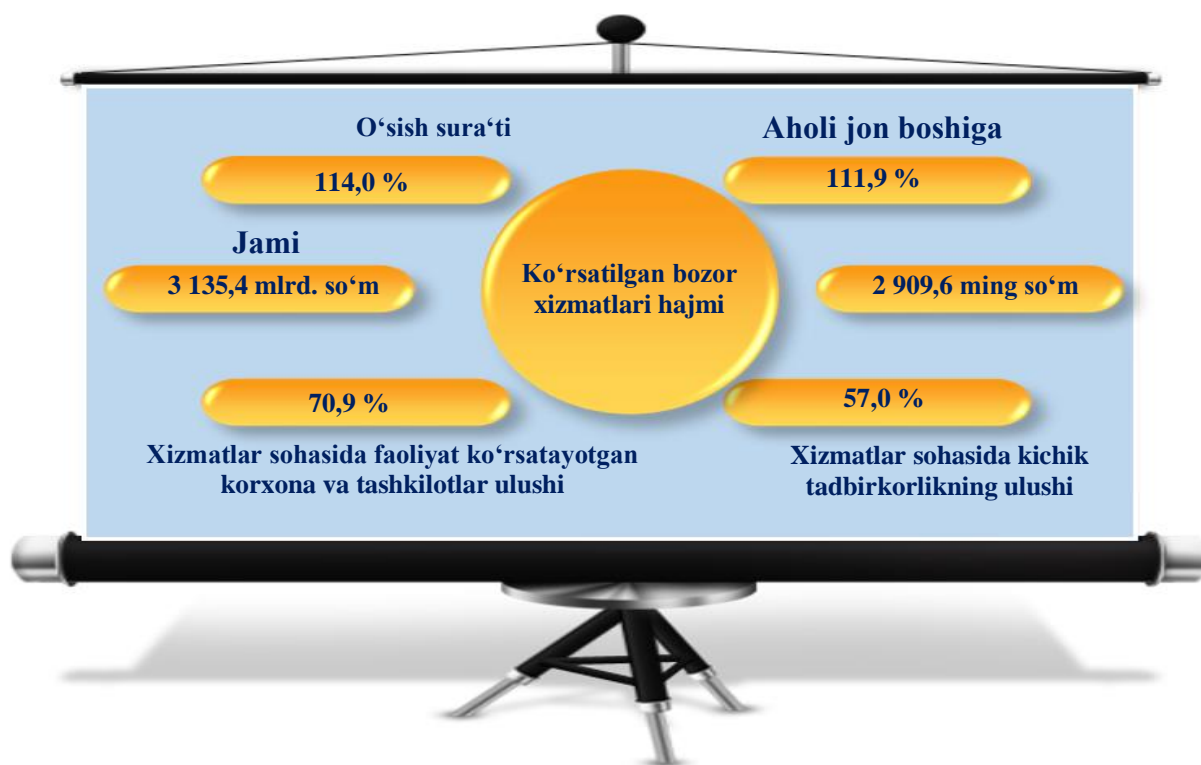 O‘sish sura‘ti
114,0 %
Jami
3 135,4 mlrd. so‘m
70,9 %
Xizmatlar sohasida faoliyat ko‘rsatayotgan
korxona va tashkilotlar ulushi
Ko‘rsatilgan bozor
xizmatlari hajmi
Aholi jon boshiga
111,9 %
2 909,6 ming so‘m
57,0 %
Xizmatlar sohasida kichik
tadbirkorlikning ulushi